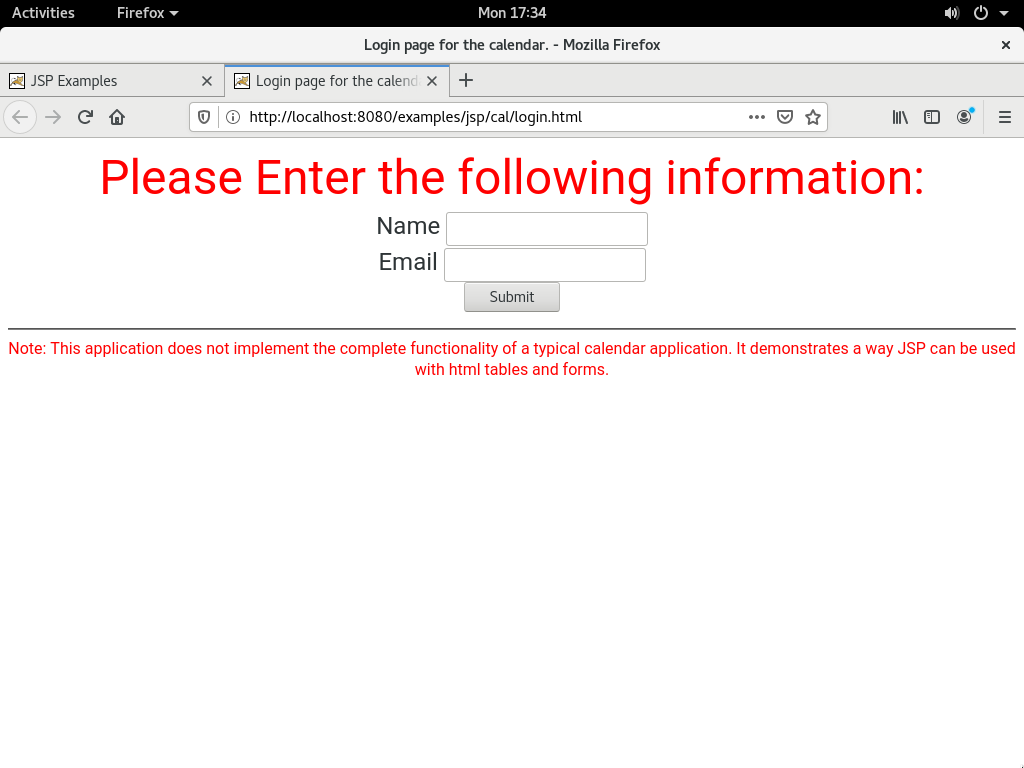 Activities Firefox Mon 17:34
Login page for the calendar. - Mozilla Firefox
JSP Examples Login page for the calend
http://localhost:8080/examples/jsp/cal/login.html
Please Enter the following information:
Name
Email
Submit
Note: This application does not implement the complete functionality of a typical calendar application. It demonstrates a way JSP can be used
with html tables and forms.